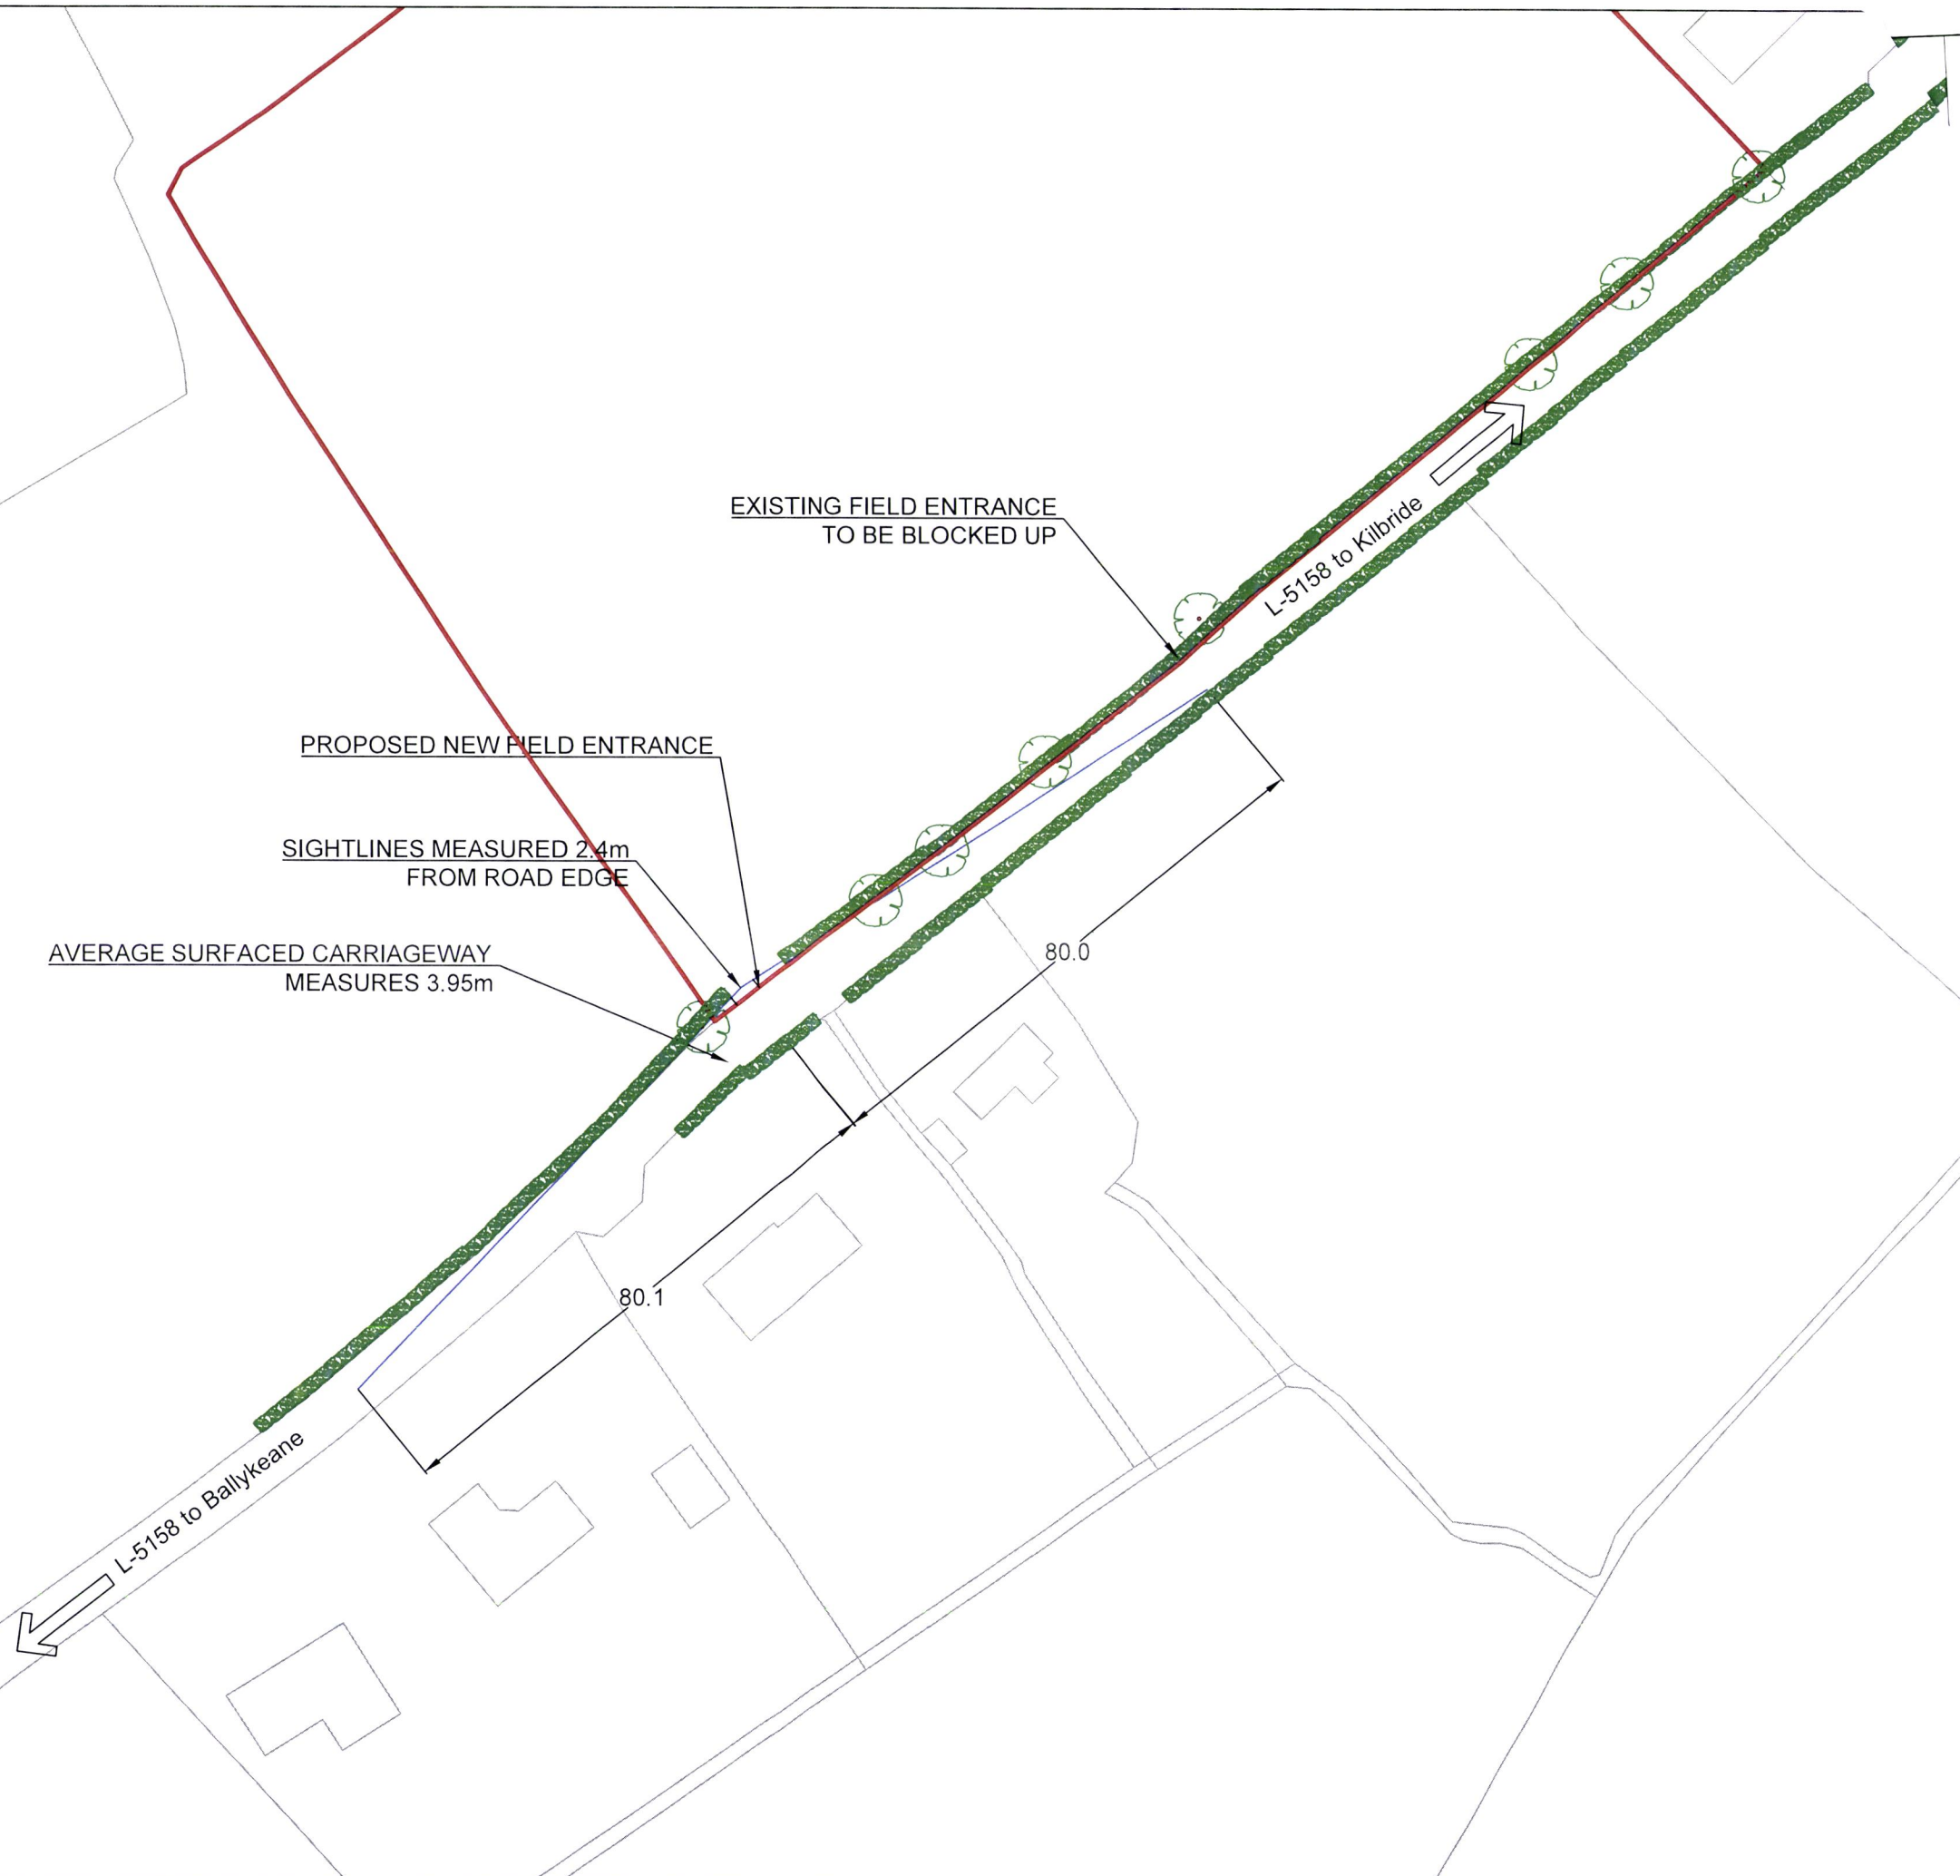 EXISTING FIELD ENTRANCE
TO BE BLOCKED UP
L-5158 to Kilbride
PROPOSED NEW FIELD ENTRANCE
SIGHTLINES MEASURED 2.4m
FROM ROAD EDGE
AVERAGE SURFACED CARRIAGEWAY
MEASURES 3.95m
80.0
80.1
L-5158 to Ballykeane